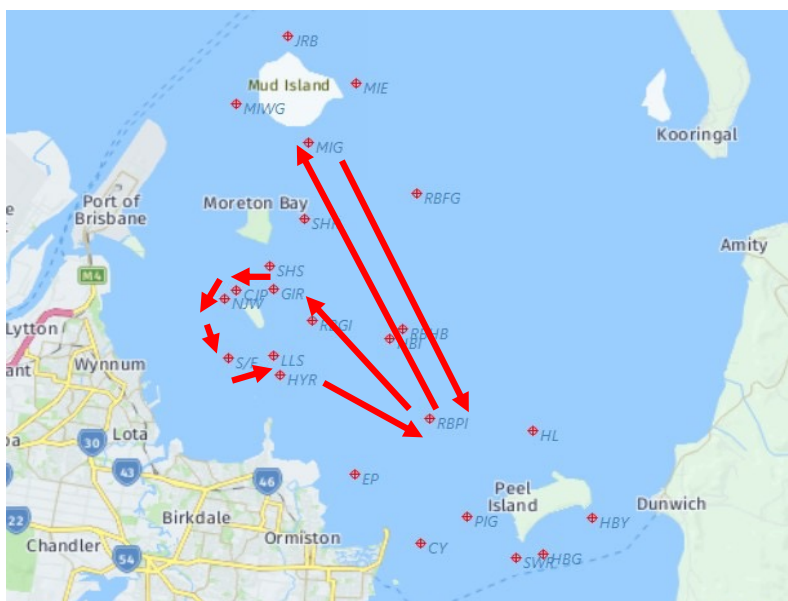 JRB
Mud Island
MIE
MIWG
Kooringal
MIG
Port of
Brisbane
Moreton Bay
RBFG
Amity
SHS
M4
GIR
CJP
NJW
Lytton
RBGI
S/F
LLS
Wynnum
HYR
RBPI
HL
Lota
30
43
46
EP
Peel
Island
Dunwich
22
Birkdale
PIG
HBY
Chandler
Ormiston
CY
54
SWR
HBG